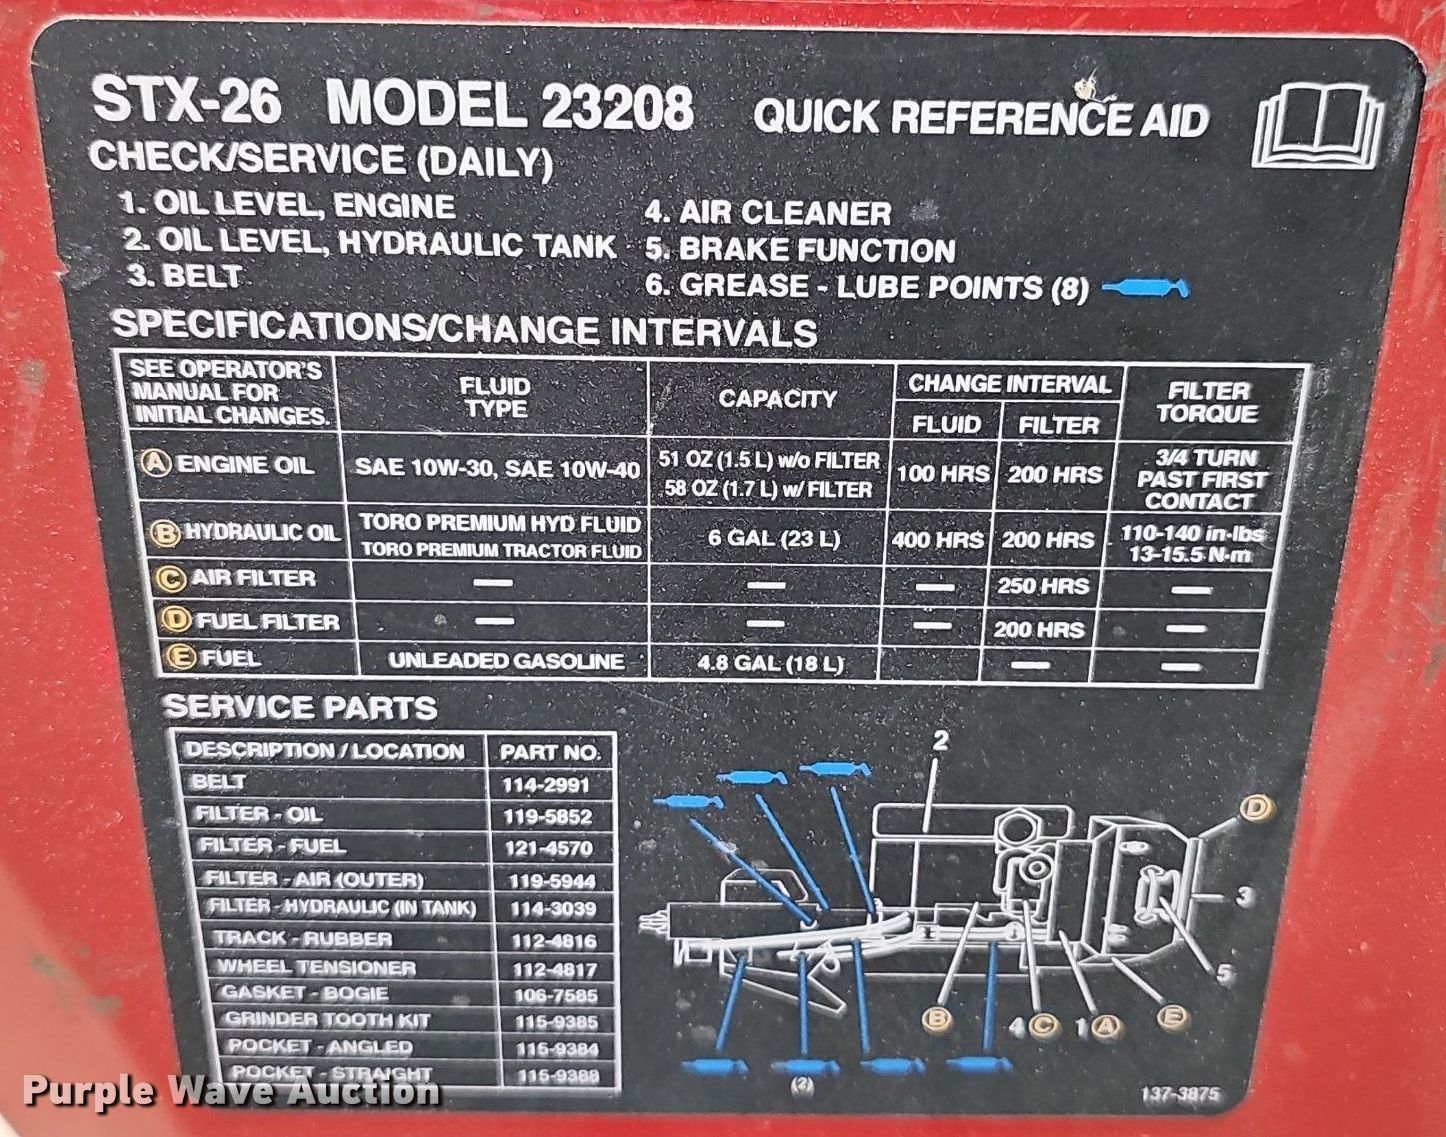 STX-26 MODEL 23208 QUICK REFERENCE AID
CHECK/SERVICE (DAILY)
1. OIL LEVEL, ENGINE
2. OIL LEVEL, HYDRAULIC TANK
3. BELT
4. AIR CLEANER
5. BRAKE FUNCTION
6. GREASE - LUBE POINTS (8)
SPECIFICATIONS/CHANGE INTERVALS
SEE OPERATOR'S MANUAL FOR INITIAL CHANGES. FLUID TYPE CAPACITY CHANGE INTERVAL FLUID FILTER FILTER TORQUE
A ENGINE OIL SAE 10W-30, SAE 10W-40 51 OZ (1.5 L) w/o FILTER 58 OZ (1.7 L) w/ FILTER 100 HRS 200 HRS 3/4 TURN PAST FIRST CONTACT
B HYDRAULIC OIL TORO PREMIUM HYD FLUID TORO PREMIUM TRACTOR FLUID 6 GAL (23 L) 400 HRS 200 HRS 110-140 in-lbs 13-15.5 N·m
C AIR FILTER — — — 250 HRS —
D FUEL FILTER — — — 200 HRS —
E FUEL UNLEADED GASOLINE 4.8 GAL (18 L) — —
SERVICE PARTS
DESCRIPTION / LOCATION PART NO.
BELT 114-2991
FILTER - OIL 119-5852
FILTER - FUEL 121-4570
FILTER - AIR (OUTER) 119-5944
FILTER - HYDRAULIC (IN TANK) 114-3039
TRACK - RUBBER 112-4816
WHEEL TENSIONER 112-4817
GASKET - BOGIE 106-7585
GRINDER TOOTH KIT 115-9385
POCKET - ANGLED 115-9384
POCKET - STRAIGHT 115-9388
2
D
3
5
B
4 C
1 A
E
(2)
137-3875
Purple Wave Auction